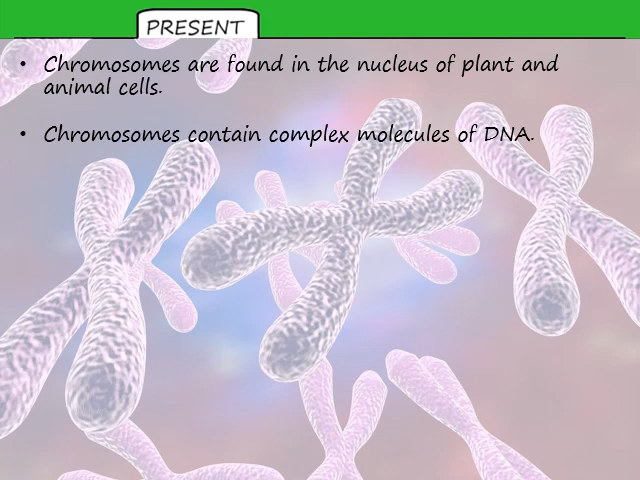 PRESENT
• Chromosomes are found in the nucleus of plant and
animal cells.
• Chromosomes contain complex molecules of DNA.